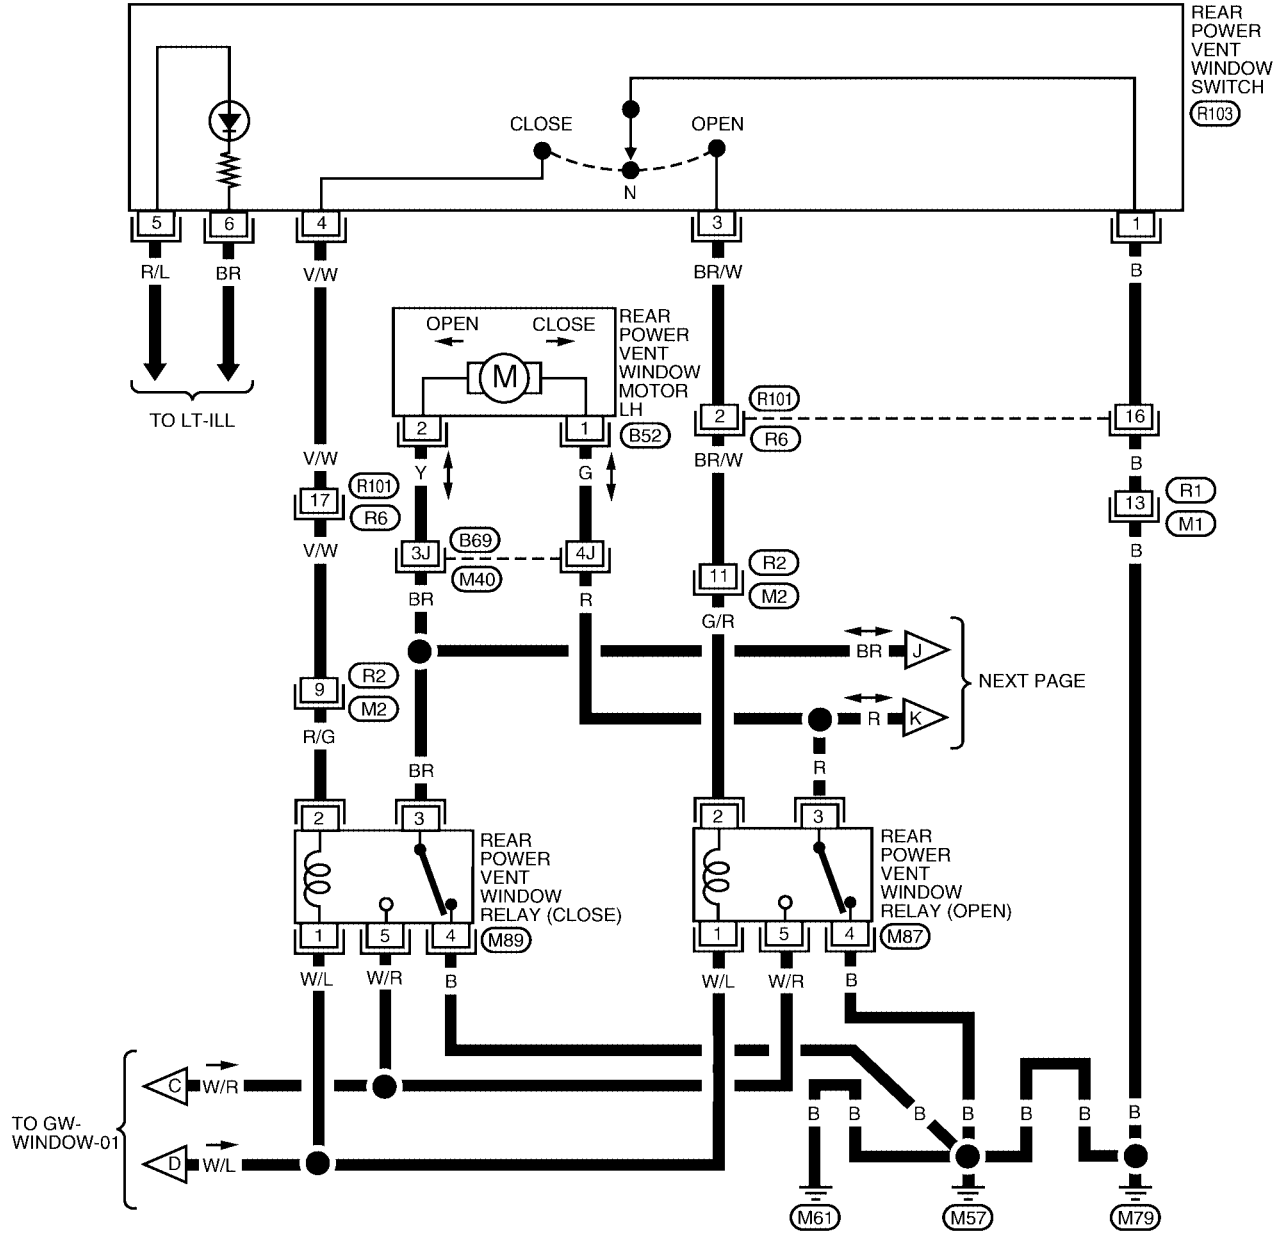 REAR
POWER
VENT
WINDOW
SWITCH
R103
CLOSE
OPEN
N
5
6
4
3
1
R/L
BR
V/W
BR/W
B
TO LT-ILL
OPEN
CLOSE
M
REAR
POWER
VENT
WINDOW
MOTOR
LH
B52
2
1
Y
G
2
R101
R6
16
V/W
BR/W
B
17
R101
R6
13
R1
M1
V/W
B
3J
B69
M40
4J
11
R2
M2
BR
R
G/R
BR
J
NEXT PAGE
9
R2
M2
R
K
R/G
BR
R
2
3
2
3
REAR
POWER
VENT
WINDOW
RELAY (CLOSE)
M89
REAR
POWER
VENT
WINDOW
RELAY (OPEN)
M87
1
5
4
1
5
4
W/L
W/R
B
W/L
W/R
B
C
W/R
TO GW-
WINDOW-01
D
W/L
B
B
B
B
B
B
B
M61
M57
M79